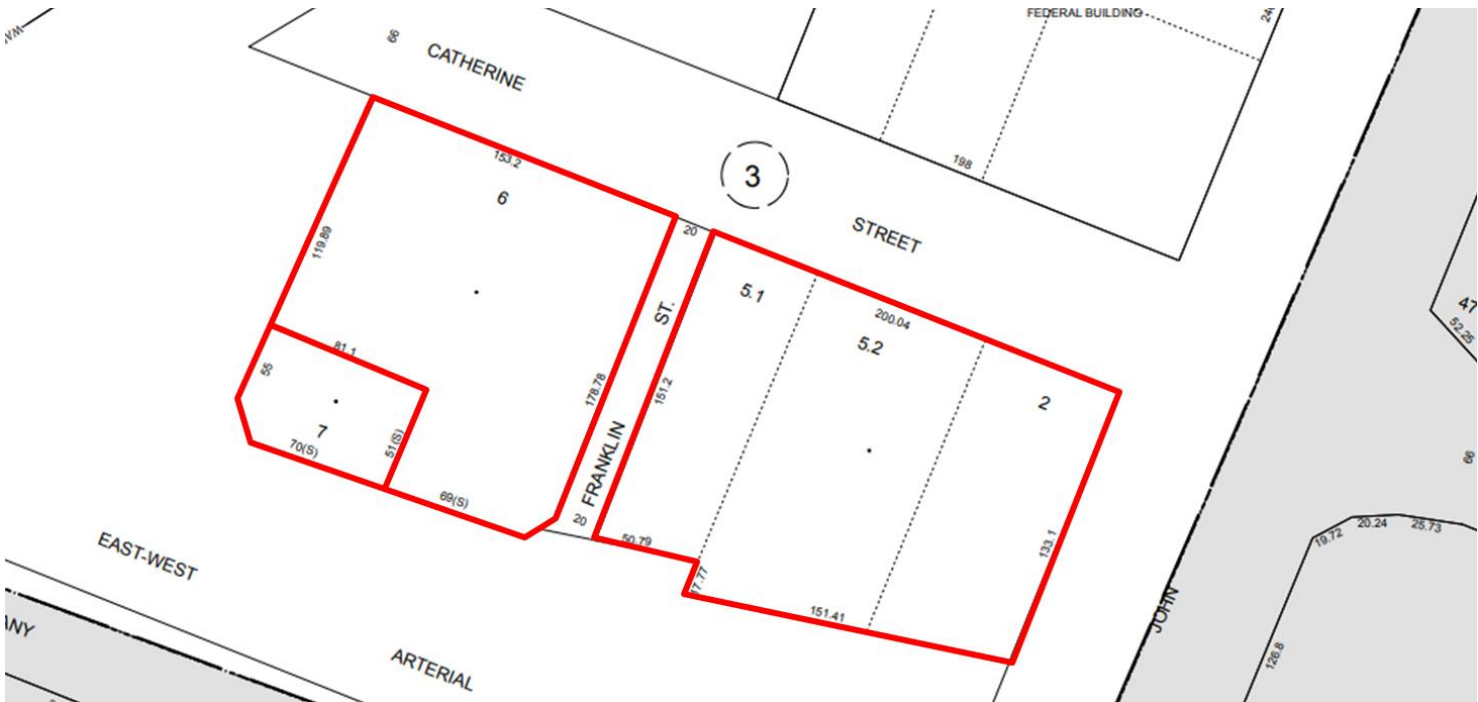 FEDERAL BUILDING
66
CATHERINE
153.2
3
198
6
STREET
119.89
20
5.1
200.04
47
52.25
ST.
5.2
81.1
55
178.78
151.2
2
7
70(S)
51(S)
FRANKLIN
69(S)
20
50.79
133.1
66
20.24
25.73
19.72
EAST-WEST
151.41
JOHN
ARTERIAL
126.8